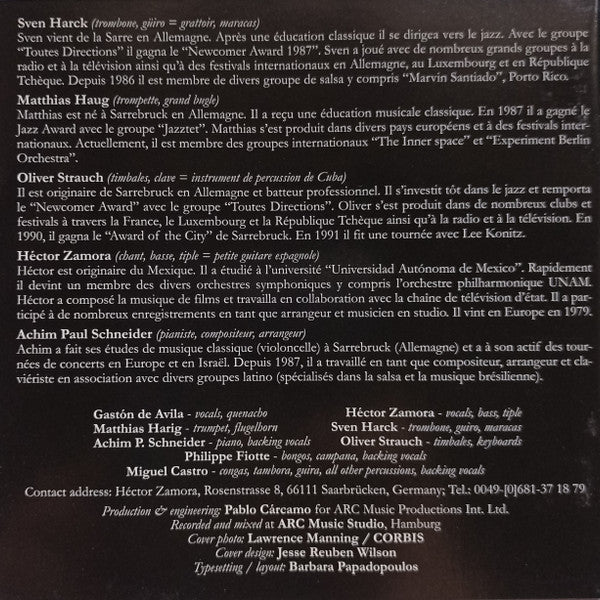 Sven Harck (trombone, güiro = grattoir, maracas)
Sven vient de la Sarre en Allemagne. Après une éducation classique il se dirigea vers le jazz. Avec le groupe
"Toutes Directions" il gagna le "Newcomer Award 1987". Sven a joué avec de nombreux grands groupes à la
radio et à la télévision ainsi qu'à des festivals internationaux en Allemagne, au Luxembourg et en République
Tchèque. Depuis 1986 il est membre de divers groupe de salsa y compris "Marvin Santiado", Porto Rico.
Matthias Haug (trompette, grand bugle)
Matthias est né à Sarrebruck en Allemagne. Il a reçu une éducation musicale classique. En 1987 il a gagné le
Jazz Award avec le groupe "Jazztet". Matthias s'est produit dans divers pays européens et à des festivals inter-
nationaux. Actuellement, il est membre des groupes internationaux "The Inner space" et "Experiment Berlin
Orchestra".
Oliver Strauch (timbales, clave = instrument de percussion de Cuba)
Il est originaire de Sarrebruck en Allemagne et batteur professionnel. Il s'investit tôt dans le jazz et remporta
le "Newcomer Award" avec le groupe "Toutes Directions". Oliver s'est produit dans de nombreux clubs et
festivals à travers la France, le Luxembourg et la République Tchèque ainsi qu'à la radio et à la télévision. En
1990, il gagna le "Award of the City" de Sarrebruck. En 1991 il fit une tournée avec Lee Konitz.
Héctor Zamora (chant, basse, tiple = petite guitare espagnole)
Héctor est originaire du Mexique. Il a étudié à l'université "Universidad Autónoma de Mexico". Rapidement
il devint un membre des divers orchestres symphoniques y compris l'orchestre philharmonique UNAM.
Héctor a composé la musique de films et travailla en collaboration avec la chaîne de télévision d'état. Il a par-
ticipé à de nombreux enregistrements en tant que arrangeur et musicien en studio. Il vint en Europe en 1979.
Achim Paul Schneider (pianiste, compositeur, arrangeur)
Achim a fait ses études de musique classique (violoncelle) à Sarrebruck (Allemagne) et a à son actif des tour-
nées de concerts en Europe et en Israël. Depuis 1987, il a travaillé en tant que compositeur, arrangeur et cla-
viériste en association avec divers groupes latino (spécialisés dans la salsa et la musique brésilienne).
Gastón de Avila - vocals, quenacho
Héctor Zamora - vocals, bass, tiple
Matthias Harig - trumpet, flugelhorn
Sven Harck - trombone, guiro, maracas
Achim P. Schneider - piano, backing vocals
Oliver Strauch - timbales, keyboards
Philippe Fiotte - bongos, campana, backing vocals
Miguel Castro - congas, tambora, guira, all other percussions, backing vocals
Contact address: Héctor Zamora, Rosenstrasse 8, 66111 Saarbrücken, Germany; Tel.: 0049-[0]681-37 18 79
Production & engineering: Pablo Cárcamo for ARC Music Productions Int. Ltd.
Recorded and mixed at ARC Music Studio, Hamburg
Cover photo: Lawrence Manning / CORBIS
Cover design: Jesse Reuben Wilson
Typesetting / layout: Barbara Papadopoulos